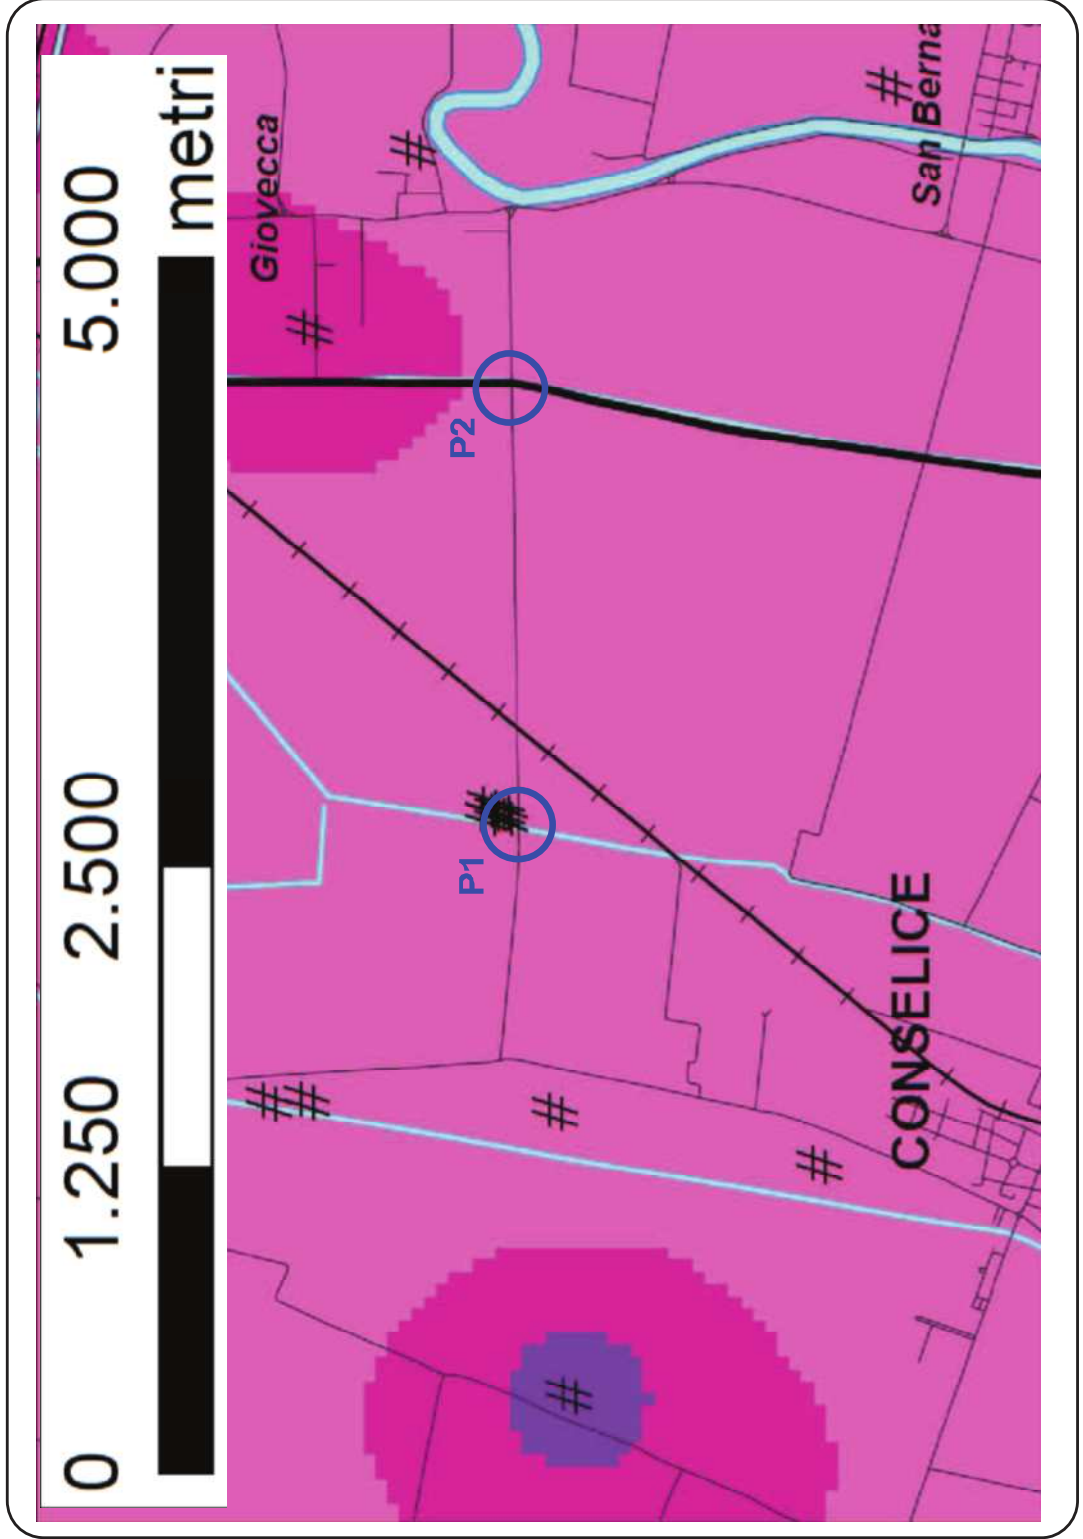 0 1.250 2.500 5.000
metri
Giovecca
P2
P1
San Berna
CONSELICE